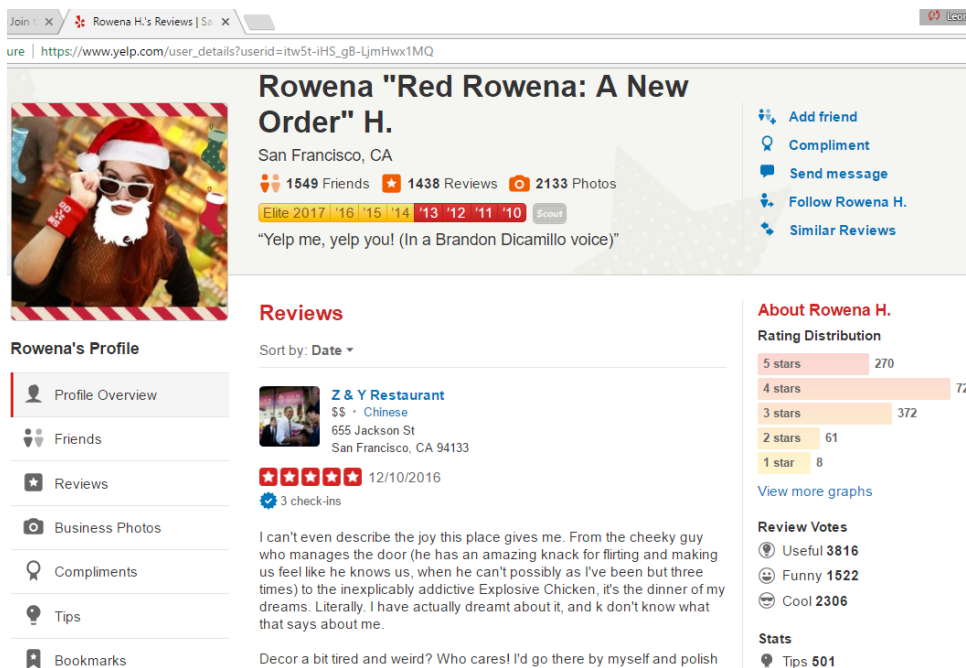 Join t
Rowena H.'s Reviews | Sa
Leon
ure | https://www.yelp.com/user_details?userid=itw5t-iHS_gB-LjmHwx1MQ
Rowena "Red Rowena: A New
Order" H.
San Francisco, CA
1549 Friends 1438 Reviews 2133 Photos
Elite 2017 '16 '15 '14 '13 '12 '11 '10 Scout
“Yelp me, yelp you! (In a Brandon Dicamillo voice)”
Add friend
Compliment
Send message
Follow Rowena H.
Similar Reviews
Rowena's Profile
Profile Overview
Friends
Reviews
Business Photos
Compliments
Tips
Bookmarks
Reviews
Sort by: Date
Z & Y Restaurant
$$ • Chinese
655 Jackson St
San Francisco, CA 94133
12/10/2016
3 check-ins
I can't even describe the joy this place gives me. From the cheeky guy
who manages the door (he has an amazing knack for flirting and making
us feel like he knows us, when he can't possibly as I've been but three
times) to the inexplicably addictive Explosive Chicken, it's the dinner of my
dreams. Literally. I have actually dreamt about it, and k don't know what
that says about me.
Decor a bit tired and weird? Who cares! I'd go there by myself and polish
About Rowena H.
Rating Distribution
5 stars 270
4 stars 72
3 stars 372
2 stars 61
1 star 8
View more graphs
Review Votes
Useful 3816
Funny 1522
Cool 2306
Stats
Tips 501